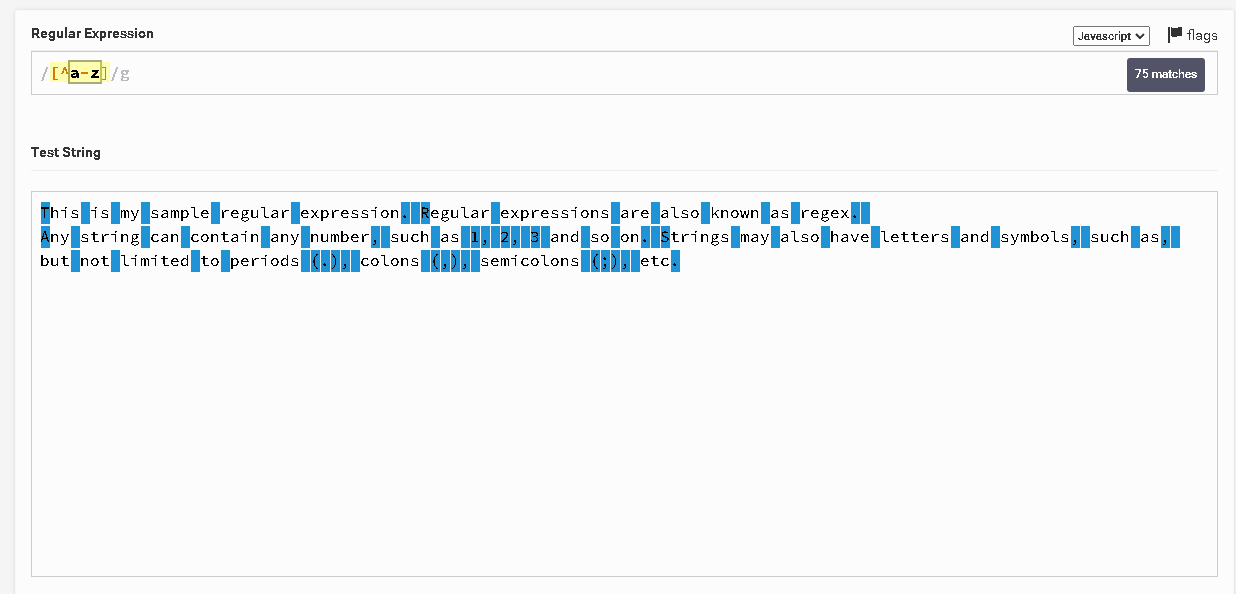 Regular Expression
Javascript
flags
/[^a-z]/g
75 matches
Test String
This is my sample regular expression. Regular expressions are also known as regex.
Any string can contain any number, such as 1, 2, 3 and so on. Strings may also have letters and symbols, such as,
but not limited to periods (.), colons (,), semicolons (;), etc.